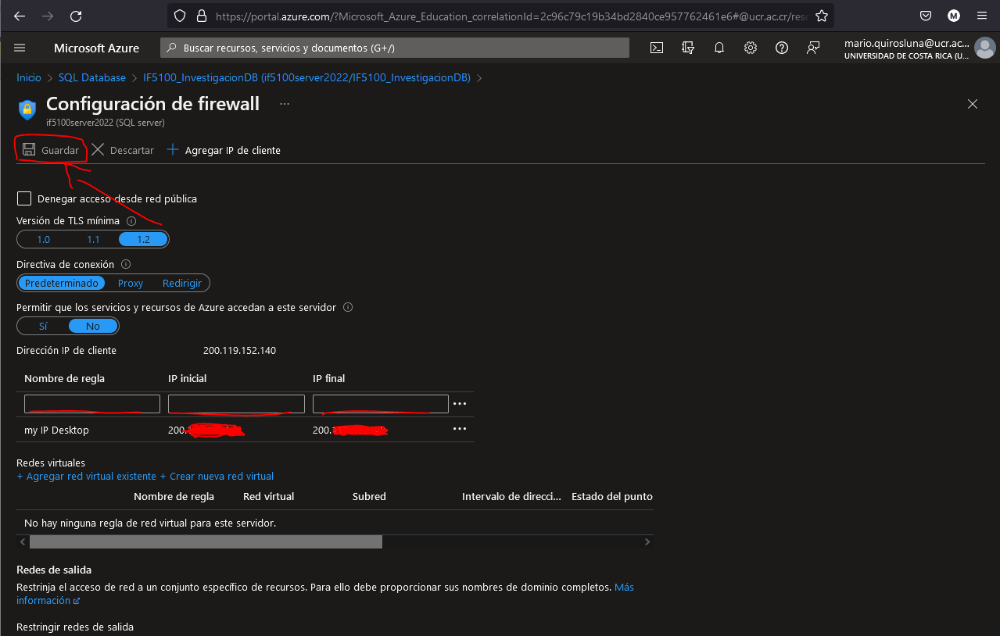 https://portal.azure.com/?Microsoft_Azure_Education_correlationId=2c96c79c19b34bd2840ce957762461e6#@ucr.ac.cr/reso
M
Microsoft Azure
Buscar recursos, servicios y documentos (G+/)
mario.quirosluna@ucr.ac...
UNIVERSIDAD DE COSTA RICA (U...
Inicio > SQL Database > IF5100_InvestigacionDB (if5100server2022/IF5100_InvestigacionDB) >
Configuración de firewall ...
if5100server2022 (SQL server)
Guardar Descartar + Agregar IP de cliente
Denegar acceso desde red pública
Versión de TLS mínima
1.0 1.1 1.2
Directiva de conexión
Predeterminado Proxy Redirigir
Permitir que los servicios y recursos de Azure accedan a este servidor
Sí No
Dirección IP de cliente 200.119.152.140
Nombre de regla IP inicial IP final
my IP Desktop 200. 200.
Redes virtuales
+ Agregar red virtual existente + Crear nueva red virtual
Nombre de regla Red virtual Subred Intervalo de direcci... Estado del punto
No hay ninguna regla de red virtual para este servidor.
Redes de salida
Restrinja el acceso de red a un conjunto específico de recursos. Para ello debe proporcionar sus nombres de dominio completos. Más
información
Restringir redes de salida